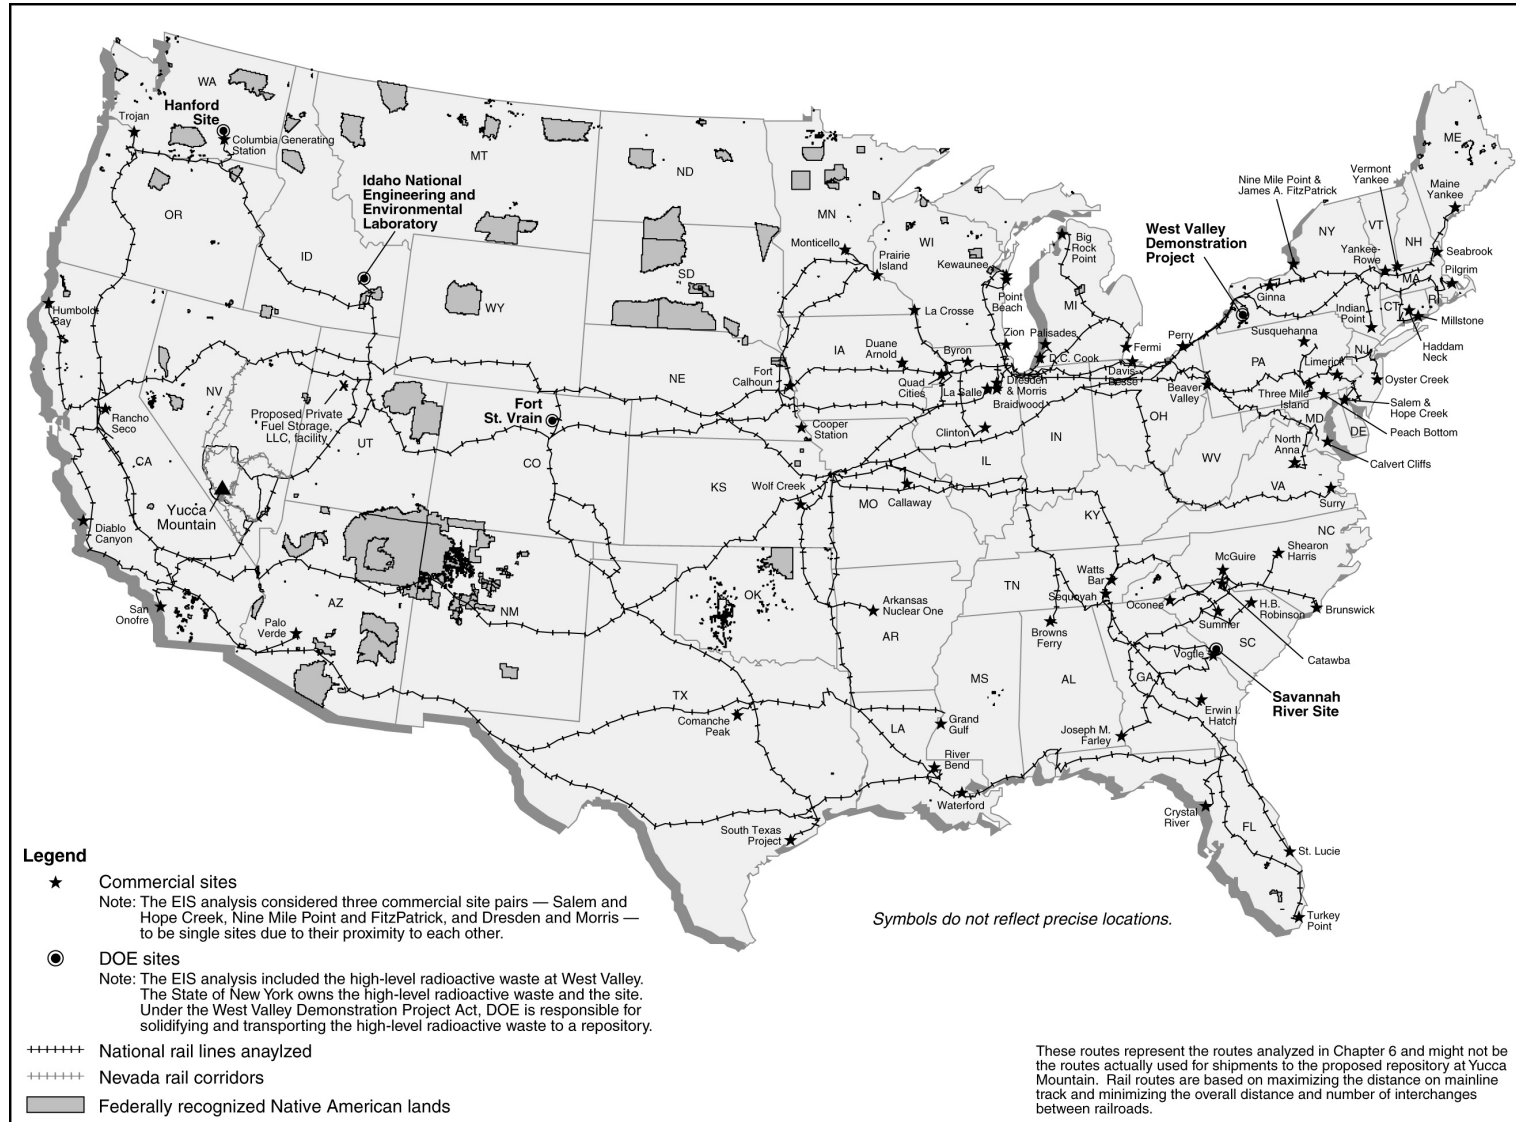 WA
Hanford
Site
Trojan
Columbia Generating
Station
MT
ND
MN
OR
ID
Idaho National
Engineering and
Environmental
Laboratory
SD
WY
Monticello
Prairie
Island
WI
Kewaunee
Point
Beach
Big
Rock
Point
MI
La Crosse
Zion
Palisades
D.C. Cook
Fermi
Davis-
Besse
Perry
West Valley
Demonstration
Project
Nine Mile Point &
James A. FitzPatrick
Vermont
Yankee
ME
Maine
Yankee
NY
VT
NH
Yankee-
Rowe
Seabrook
Pilgrim
MA
Ginna
CT
RI
Indian
Point
Millstone
Haddam
Neck
Susquehanna
PA
Limerick
NJ
Oyster Creek
Three Mile
Island
Salem &
Hope Creek
Beaver
Valley
MD
DE
Peach Bottom
Calvert Cliffs
North
Anna
WV
VA
Surry
OH
IN
IL
IA
Duane
Arnold
Byron
Quad
Cities
La Salle
Dresden
& Morris
Braidwood
Clinton
Fort
Calhoun
NE
Cooper
Station
Humboldt
Bay
NV
Rancho
Seco
CA
Proposed Private
Fuel Storage,
LLC, facility
UT
Fort
St. Vrain
CO
KS
Wolf Creek
MO
Callaway
KY
Yucca
Mountain
Diablo
Canyon
San
Onofre
Palo
Verde
AZ
NM
OK
Arkansas
Nuclear One
AR
TN
Watts
Bar
Sequoyah
Browns
Ferry
NC
McGuire
Shearon
Harris
Oconee
Summer
H.B.
Robinson
Brunswick
SC
Catawba
Vogtle
Savannah
River Site
MS
AL
GA
Erwin I.
Hatch
Joseph M.
Farley
TX
Comanche
Peak
LA
Grand
Gulf
River
Bend
Waterford
South Texas
Project
Crystal
River
FL
St. Lucie
Turkey
Point
Legend
Commercial sites
Note: The EIS analysis considered three commercial site pairs — Salem and
Hope Creek, Nine Mile Point and FitzPatrick, and Dresden and Morris —
to be single sites due to their proximity to each other.
DOE sites
Note: The EIS analysis included the high-level radioactive waste at West Valley.
The State of New York owns the high-level radioactive waste and the site.
Under the West Valley Demonstration Project Act, DOE is responsible for
solidifying and transporting the high-level radioactive waste to a repository.
National rail lines anaylzed
Nevada rail corridors
Federally recognized Native American lands
Symbols do not reflect precise locations.
These routes represent the routes analyzed in Chapter 6 and might not be
the routes actually used for shipments to the proposed repository at Yucca
Mountain.  Rail routes are based on maximizing the distance on mainline
track and minimizing the overall distance and number of interchanges
between railroads.